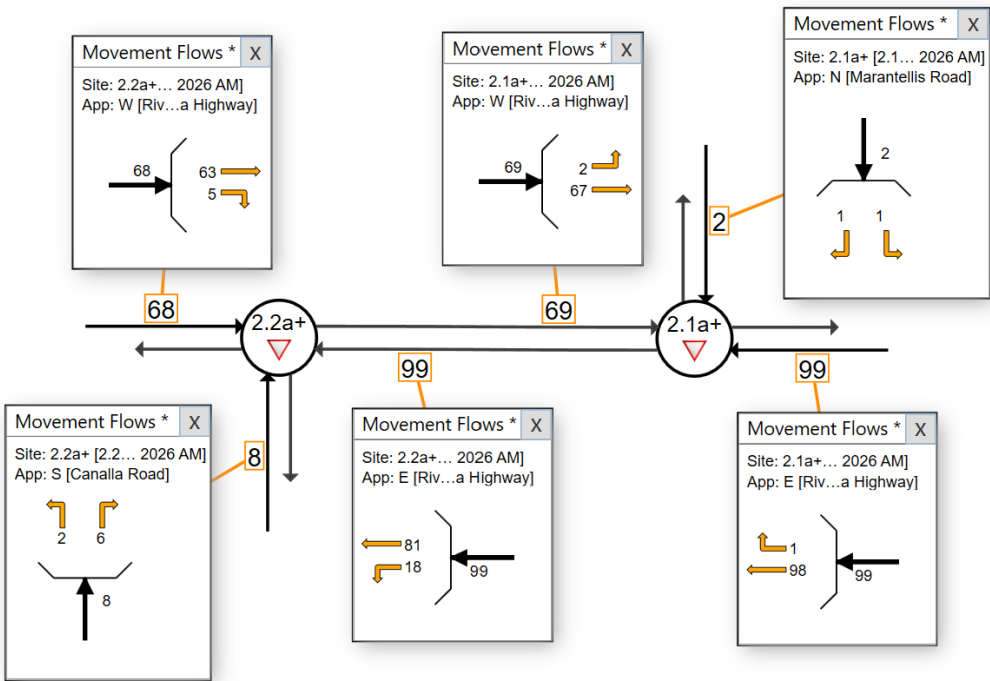 Movement Flows * X
Site: 2.2a+… 2026 AM]
App: W [Riv…a Highway]
68
63
5
Movement Flows * X
Site: 2.1a+… 2026 AM]
App: W [Riv…a Highway]
69
2
67
Movement Flows * X
Site: 2.1a+ [2.1… 2026 AM]
App: N [Marantellis Road]
2
1 1
2
68
69
2.2a+
2.1a+
99
99
8
Movement Flows * X
Site: 2.2a+ [2.2… 2026 AM]
App: S [Canalla Road]
2 6
8
Movement Flows * X
Site: 2.2a+… 2026 AM]
App: E [Riv…a Highway]
81
18
99
Movement Flows * X
Site: 2.1a+… 2026 AM]
App: E [Riv…a Highway]
1
98
99